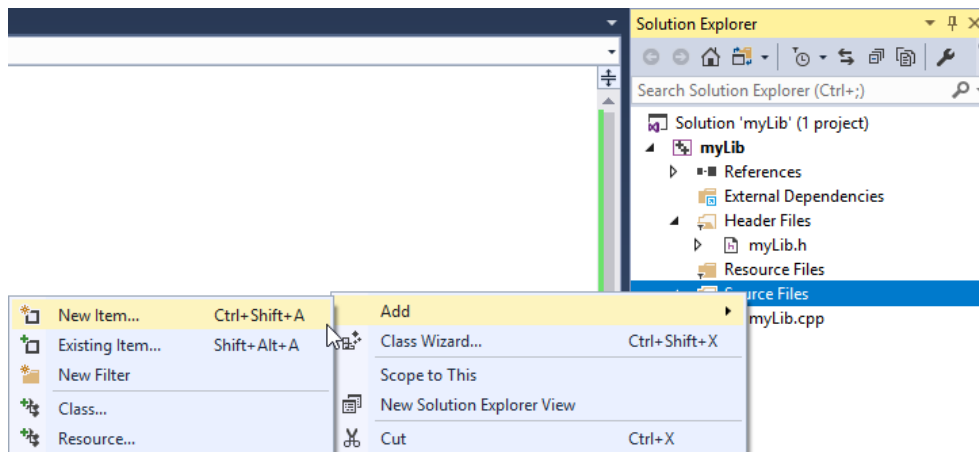 Solution Explorer
Search Solution Explorer (Ctrl+;)
Solution 'myLib' (1 project)
myLib
References
External Dependencies
Header Files
myLib.h
Resource Files
Source Files
myLib.cpp
New Item... Ctrl+Shift+A
Existing Item... Shift+Alt+A
New Filter
Class...
Resource...
Add
Class Wizard... Ctrl+Shift+X
Scope to This
New Solution Explorer View
Cut Ctrl+X